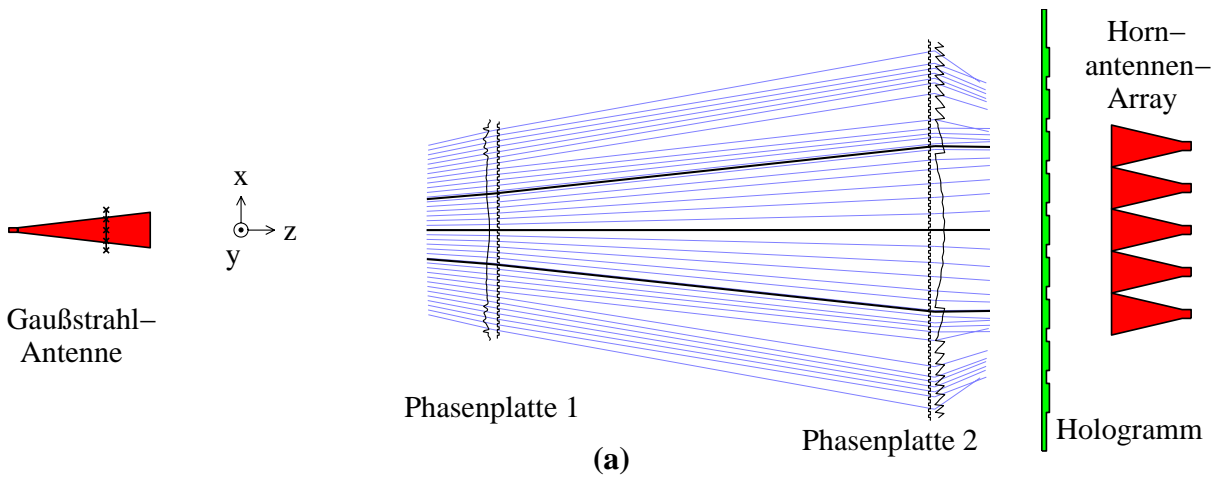 Gaußstrahl–
Antenne
x
z
y
Phasenplatte 1
Phasenplatte 2
(a)
Horn–
antennen–
Array
Hologramm